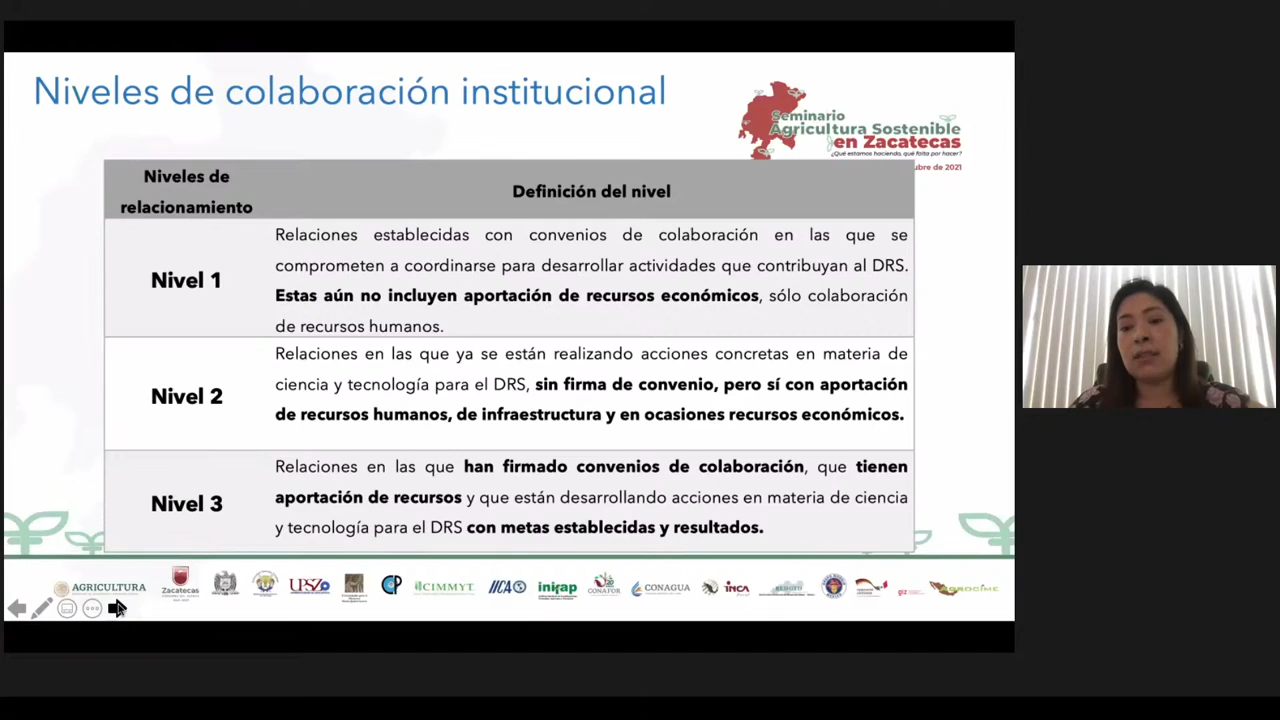 Niveles de colaboración institucional
Seminario
Agricultura Sostenible
en Zacatecas
¿Qué estamos haciendo, qué falta por hacer?
bre de 2021
Niveles de
relacionamiento
Definición del nivel
Nivel 1
Relaciones establecidas con convenios de colaboración en las que se
comprometen a coordinarse para desarrollar actividades que contribuyan al DRS.
Estas aún no incluyen aportación de recursos económicos, sólo colaboración
de recursos humanos.
Nivel 2
Relaciones en las que ya se están realizando acciones concretas en materia de
ciencia y tecnología para el DRS, sin firma de convenio, pero sí con aportación
de recursos humanos, de infraestructura y en ocasiones recursos económicos.
Nivel 3
Relaciones en las que han firmado convenios de colaboración, que tienen
aportación de recursos y que están desarrollando acciones en materia de ciencia
y tecnología para el DRS con metas establecidas y resultados.
AGRICULTURA Zacatecas UPSZ CP CIMMYT IICA inifap CONAFOR CONAGUA INCA giz